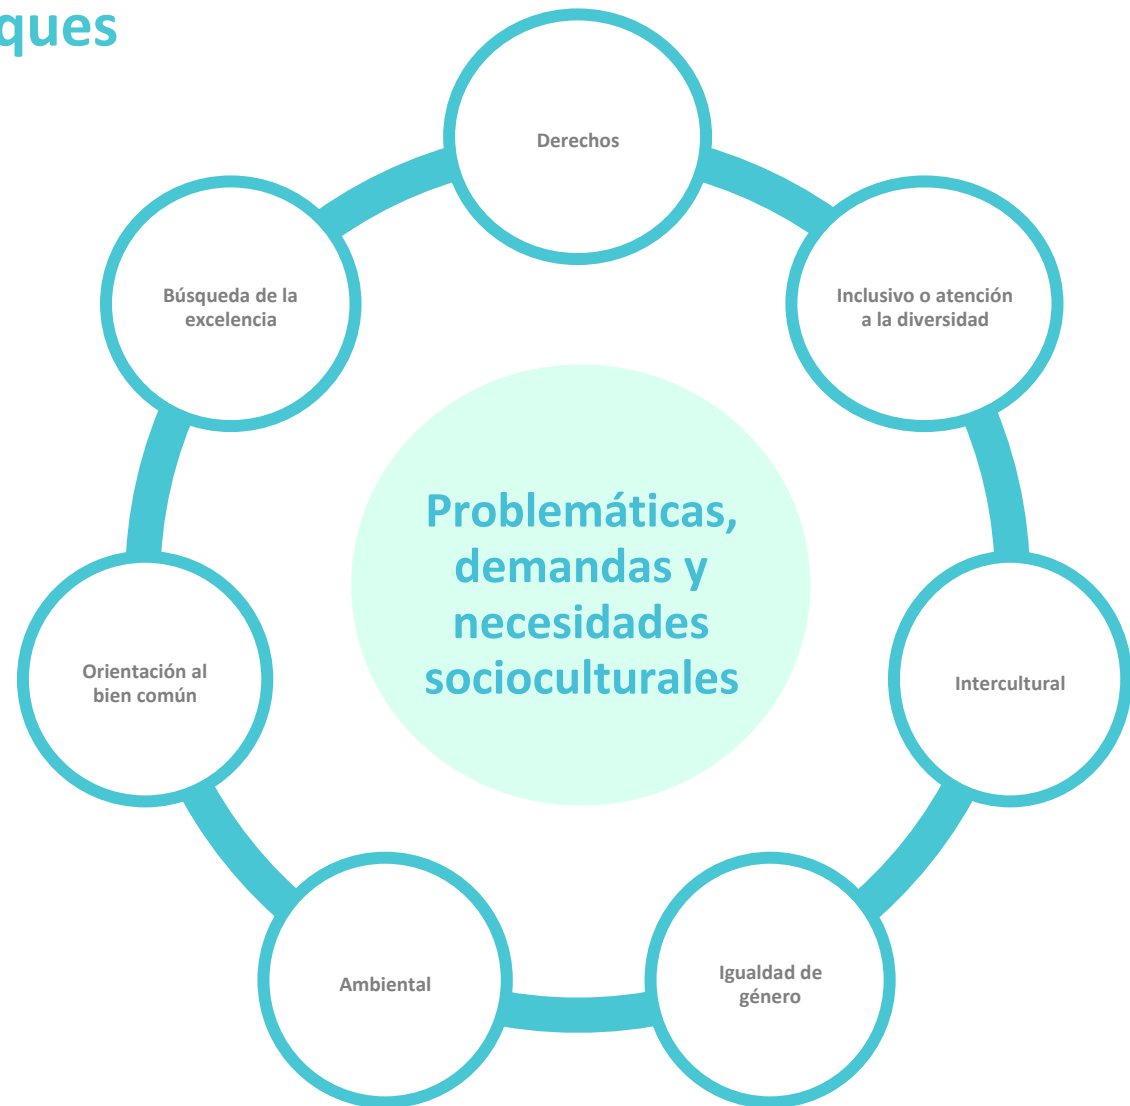 ques
Derechos
Búsqueda de la
excelencia
Inclusivo o atención
a la diversidad
Problemáticas,
demandas y
necesidades
socioculturales
Orientación al
bien común
Intercultural
Ambiental
Igualdad de
género